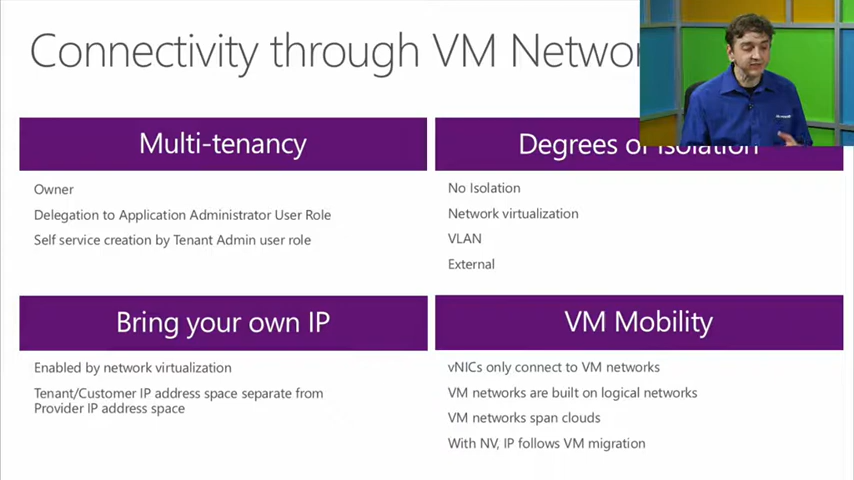 Connectivity through VM
Multi-tenancy
Owner
Delegation to Application Administrator User Role
Self service creation by Tenant Admin user role
Degrees of Isolation
No Isolation
Network virtualization
VLAN
External
Bring your own IP
Enabled by network virtualization
Tenant/Customer IP address space separate from
Provider IP address space
VM Mobility
vNICs only connect to VM networks
VM networks are built on logical networks
VM networks span clouds
With NV, IP follows VM migration